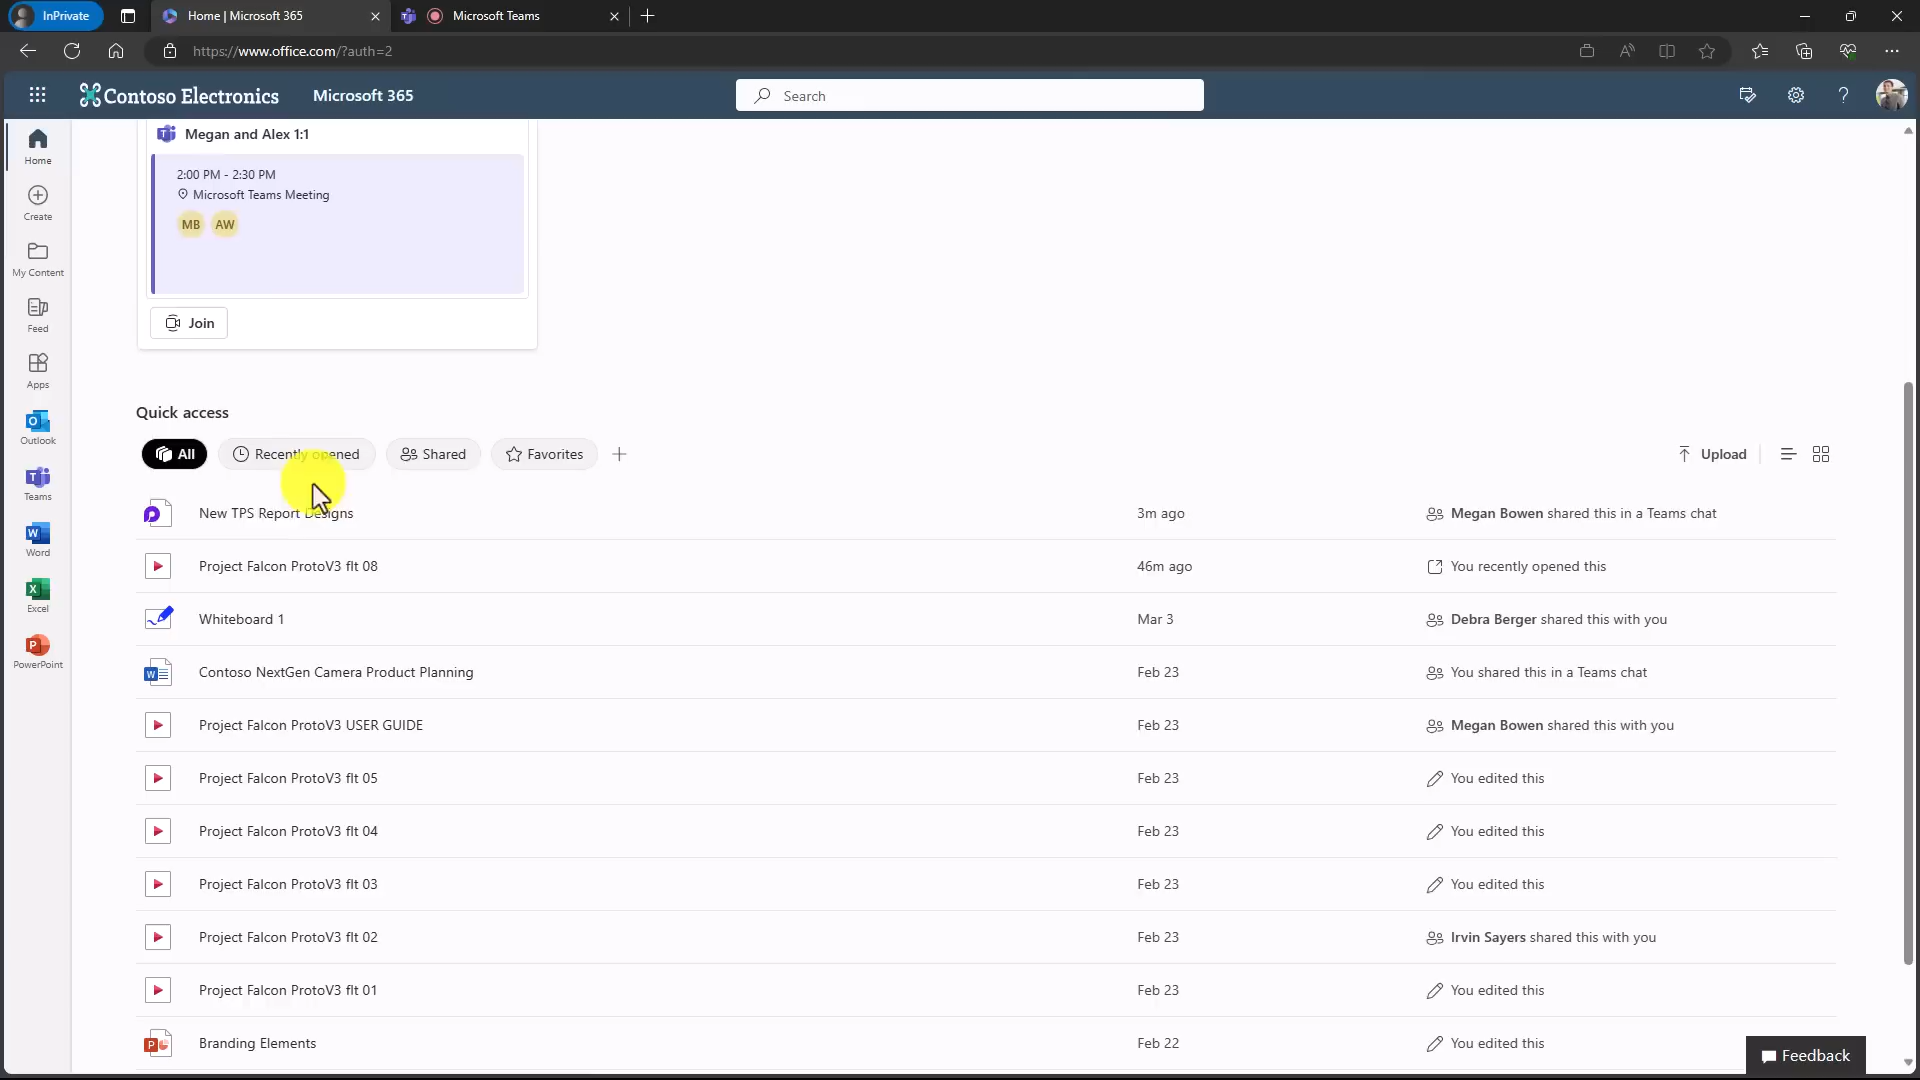 InPrivate
Home | Microsoft 365
Microsoft Teams
https://www.office.com/?auth=2
Contoso Electronics
Microsoft 365
Search
Home
Create
My Content
Feed
Apps
Outlook
Teams
Word
Excel
PowerPoint
Megan and Alex 1:1
2:00 PM - 2:30 PM
Microsoft Teams Meeting
MB AW
Join
Quick access
All Recently opened Shared Favorites Upload
New TPS Report Designs 3m ago Megan Bowen shared this in a Teams chat
Project Falcon ProtoV3 flt 08 46m ago You recently opened this
Whiteboard 1 Mar 3 Debra Berger shared this with you
Contoso NextGen Camera Product Planning Feb 23 You shared this in a Teams chat
Project Falcon ProtoV3 USER GUIDE Feb 23 Megan Bowen shared this with you
Project Falcon ProtoV3 flt 05 Feb 23 You edited this
Project Falcon ProtoV3 flt 04 Feb 23 You edited this
Project Falcon ProtoV3 flt 03 Feb 23 You edited this
Project Falcon ProtoV3 flt 02 Feb 23 Irvin Sayers shared this with you
Project Falcon ProtoV3 flt 01 Feb 23 You edited this
Branding Elements Feb 22 You edited this
Feedback